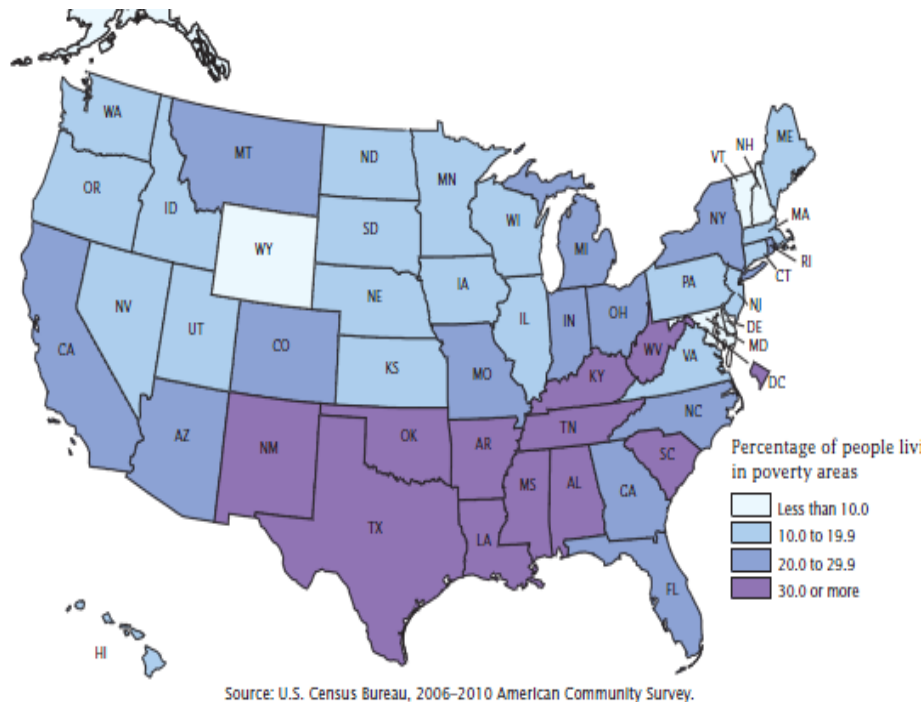 WA
MT
ND
MN
OR
ID
SD
WI
WY
NE
IA
MI
NY
VT
NH
ME
MA
RI
CT
NJ
DE
MD
DC
PA
NV
UT
CO
KS
IL
IN
OH
WV
VA
KY
MO
CA
AZ
NM
OK
AR
TN
NC
SC
MS
AL
GA
TX
LA
FL
HI
Percentage of people livi
in poverty areas
Less than 10.0
10.0 to 19.9
20.0 to 29.9
30.0 or more
Source: U.S. Census Bureau, 2006–2010 American Community Survey.